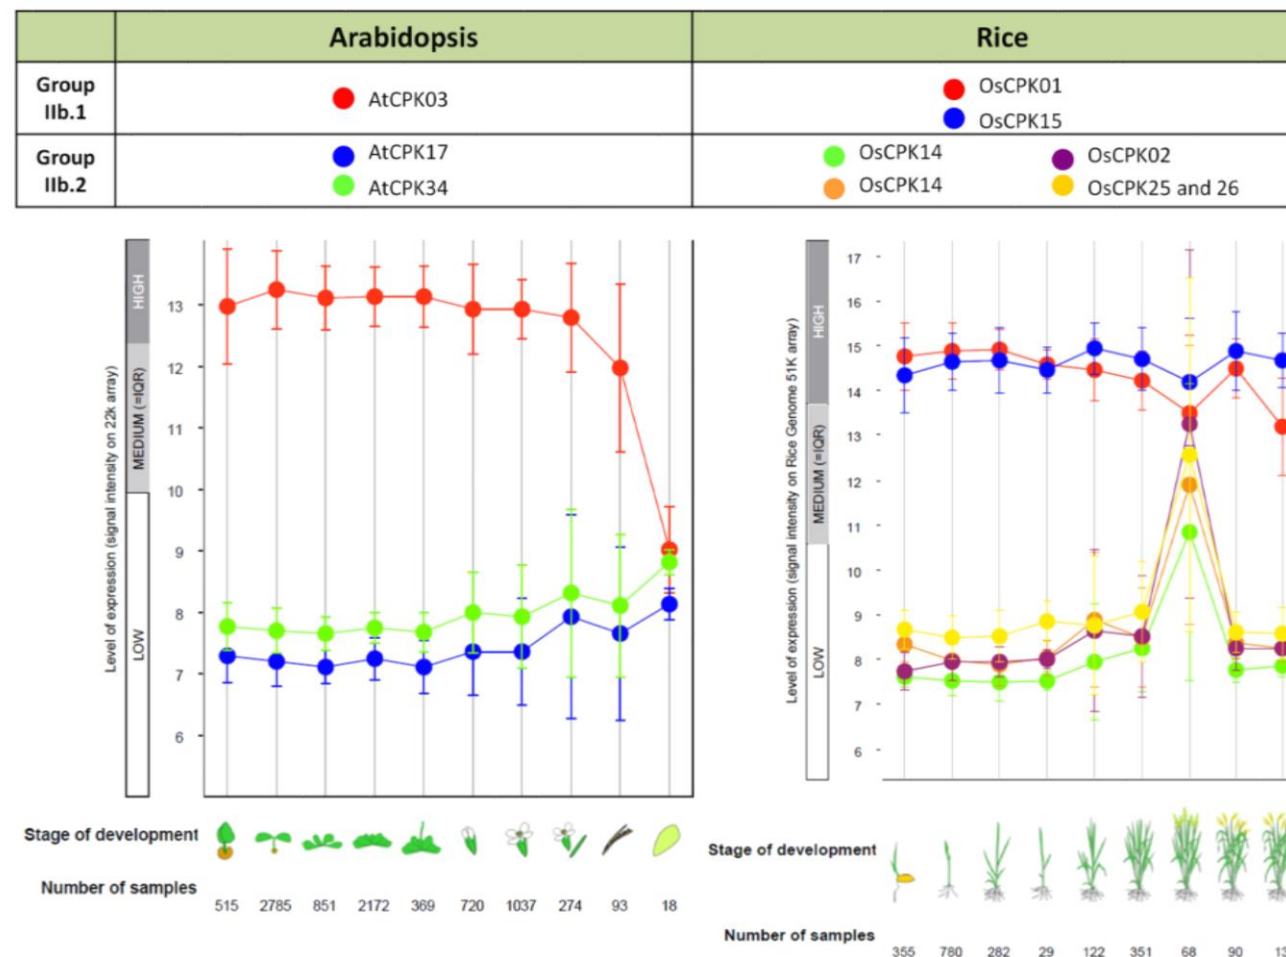 Arabidopsis Rice
Group IIb.1
AtCPK03
OsCPK01
OsCPK15
Group IIb.2
AtCPK17
AtCPK34
OsCPK14
OsCPK14
OsCPK02
OsCPK25 and 26
Level of expression (signal intensity on 22k array)
HIGH
MEDIUM (=IQR)
LOW
13
12
11
10
9
8
7
6
Stage of development
Number of samples
515 2785 851 2172 369 720 1037 274 93 18
Level of expression (signal intensity on Rice Genome 51K array)
HIGH
MEDIUM (=IQR)
LOW
17
16
15
14
13
12
11
10
9
8
7
6
Stage of development
Number of samples
355 780 282 29 122 351 68 90